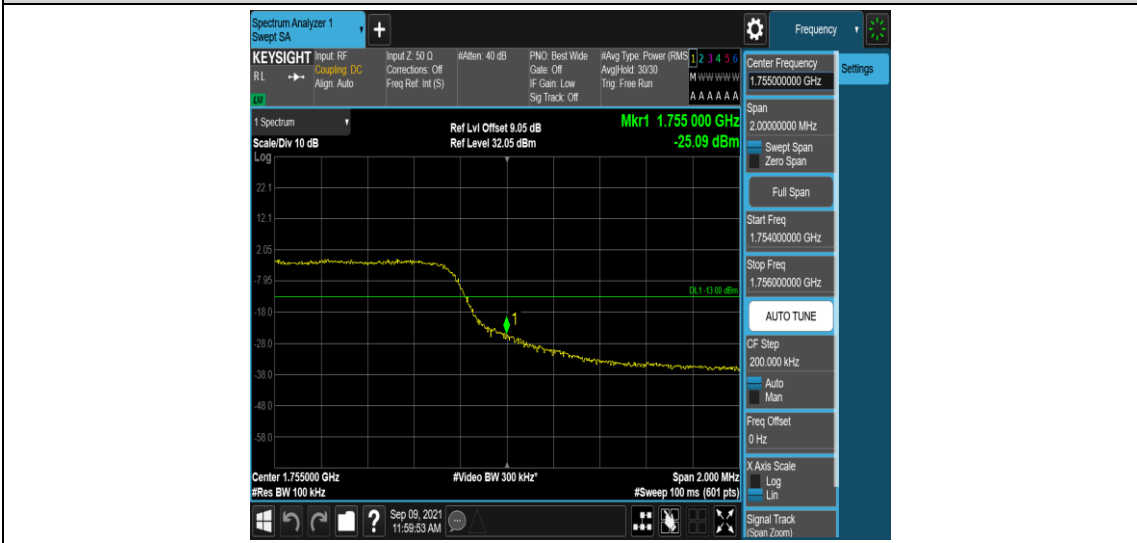 Spectrum Analyzer 1
Swept SA
Frequency
KEYSIGHT
RL
LXI
Input: RF
Coupling: DC
Align: Auto
Input Z: 50 Ω
Corrections: Off
Freq Ref: Int (S)
#Atten: 40 dB
PNO: Best Wide
Gate: Off
IF Gain: Low
Sig Track: Off
#Avg Type: Power (RMS
Avg|Hold: 30/30
Trig: Free Run
1 2 3 4 5 6
M W W W W W
A A A A A A
1 Spectrum
Scale/Div 10 dB
Log
Ref Lvl Offset 9.05 dB
Ref Level 32.05 dBm
Mkr1 1.755 000 GHz
-25.09 dBm
22.1
12.1
2.05
-7.95
-18.0
-28.0
-38.0
-48.0
-58.0
DL1 -13.00 dBm
1
Center 1.755000 GHz
#Res BW 100 kHz
#Video BW 300 kHz*
Span 2.000 MHz
#Sweep 100 ms (601 pts)
?
Sep 09, 2021
11:59:53 AM
Center Frequency
1.755000000 GHz
Settings
Span
2.00000000 MHz
Swept Span
Zero Span
Full Span
Start Freq
1.754000000 GHz
Stop Freq
1.756000000 GHz
AUTO TUNE
CF Step
200.000 kHz
Auto
Man
Freq Offset
0 Hz
X Axis Scale
Log
Lin
Signal Track
(Span Zoom)